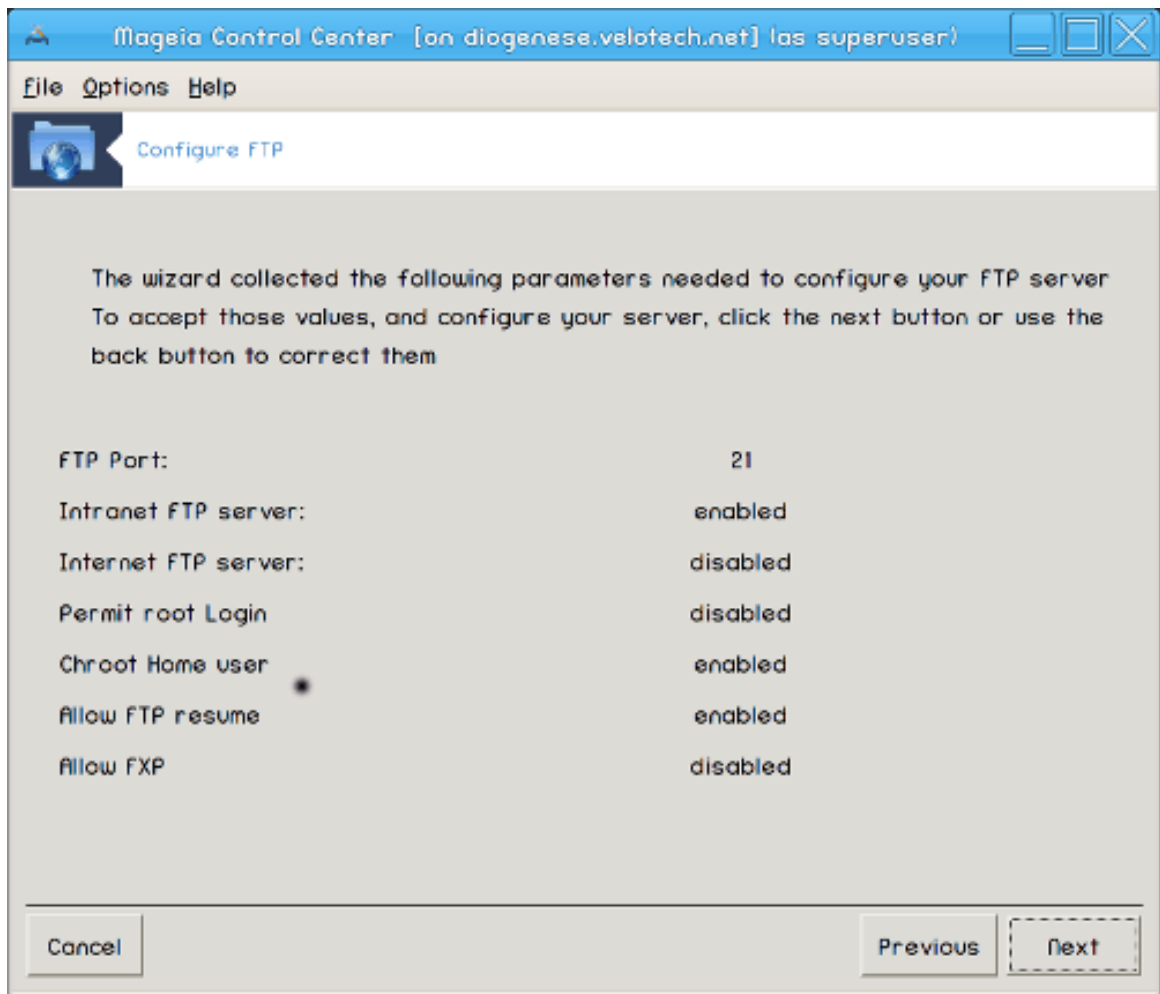 Mageia Control Center [on diogenese.velotech.net] (as superuser)
File Options Help
Configure FTP
The wizard collected the following parameters needed to configure your FTP server
To accept those values, and configure your server, click the next button or use the
back button to correct them
FTP Port: 21
Intranet FTP server: enabled
Internet FTP server: disabled
Permit root Login disabled
Chroot Home user enabled
Allow FTP resume enabled
Allow FXP disabled
Cancel Previous Next